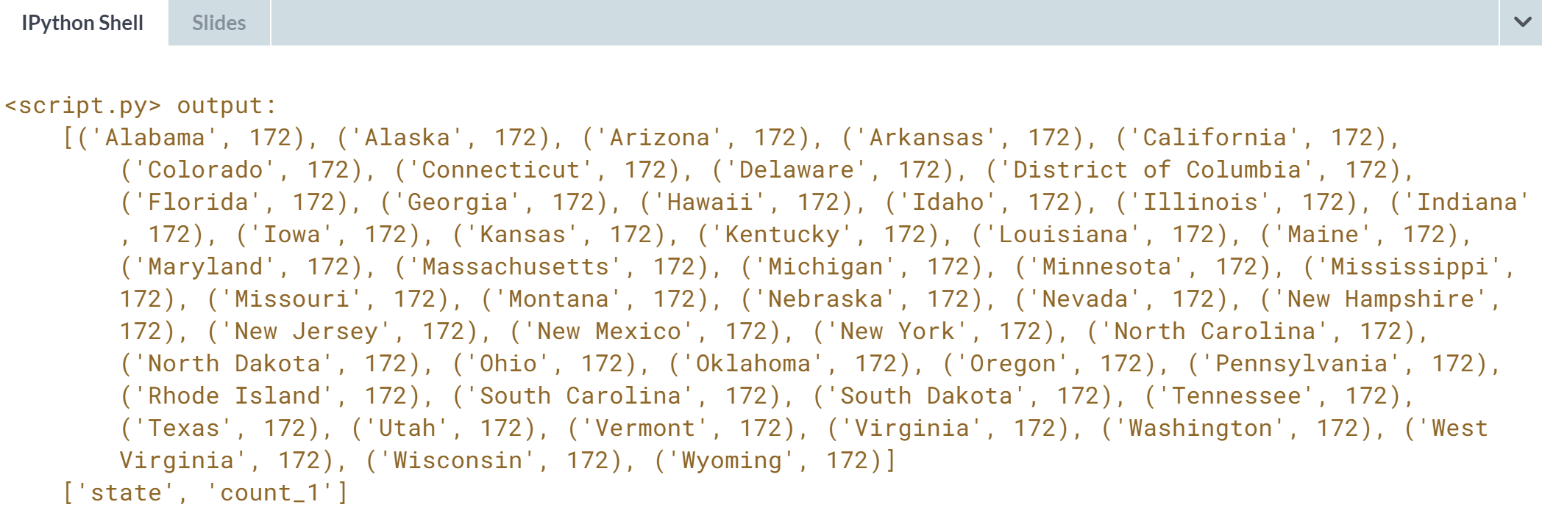 IPython Shell Slides
<script.py> output:
[('Alabama', 172), ('Alaska', 172), ('Arizona', 172), ('Arkansas', 172), ('California', 172),
('Colorado', 172), ('Connecticut', 172), ('Delaware', 172), ('District of Columbia', 172),
('Florida', 172), ('Georgia', 172), ('Hawaii', 172), ('Idaho', 172), ('Illinois', 172), ('Indiana'
, 172), ('Iowa', 172), ('Kansas', 172), ('Kentucky', 172), ('Louisiana', 172), ('Maine', 172),
('Maryland', 172), ('Massachusetts', 172), ('Michigan', 172), ('Minnesota', 172), ('Mississippi',
172), ('Missouri', 172), ('Montana', 172), ('Nebraska', 172), ('Nevada', 172), ('New Hampshire',
172), ('New Jersey', 172), ('New Mexico', 172), ('New York', 172), ('North Carolina', 172),
('North Dakota', 172), ('Ohio', 172), ('Oklahoma', 172), ('Oregon', 172), ('Pennsylvania', 172),
('Rhode Island', 172), ('South Carolina', 172), ('South Dakota', 172), ('Tennessee', 172),
('Texas', 172), ('Utah', 172), ('Vermont', 172), ('Virginia', 172), ('Washington', 172), ('West
Virginia', 172), ('Wisconsin', 172), ('Wyoming', 172)]
['state', 'count_1']